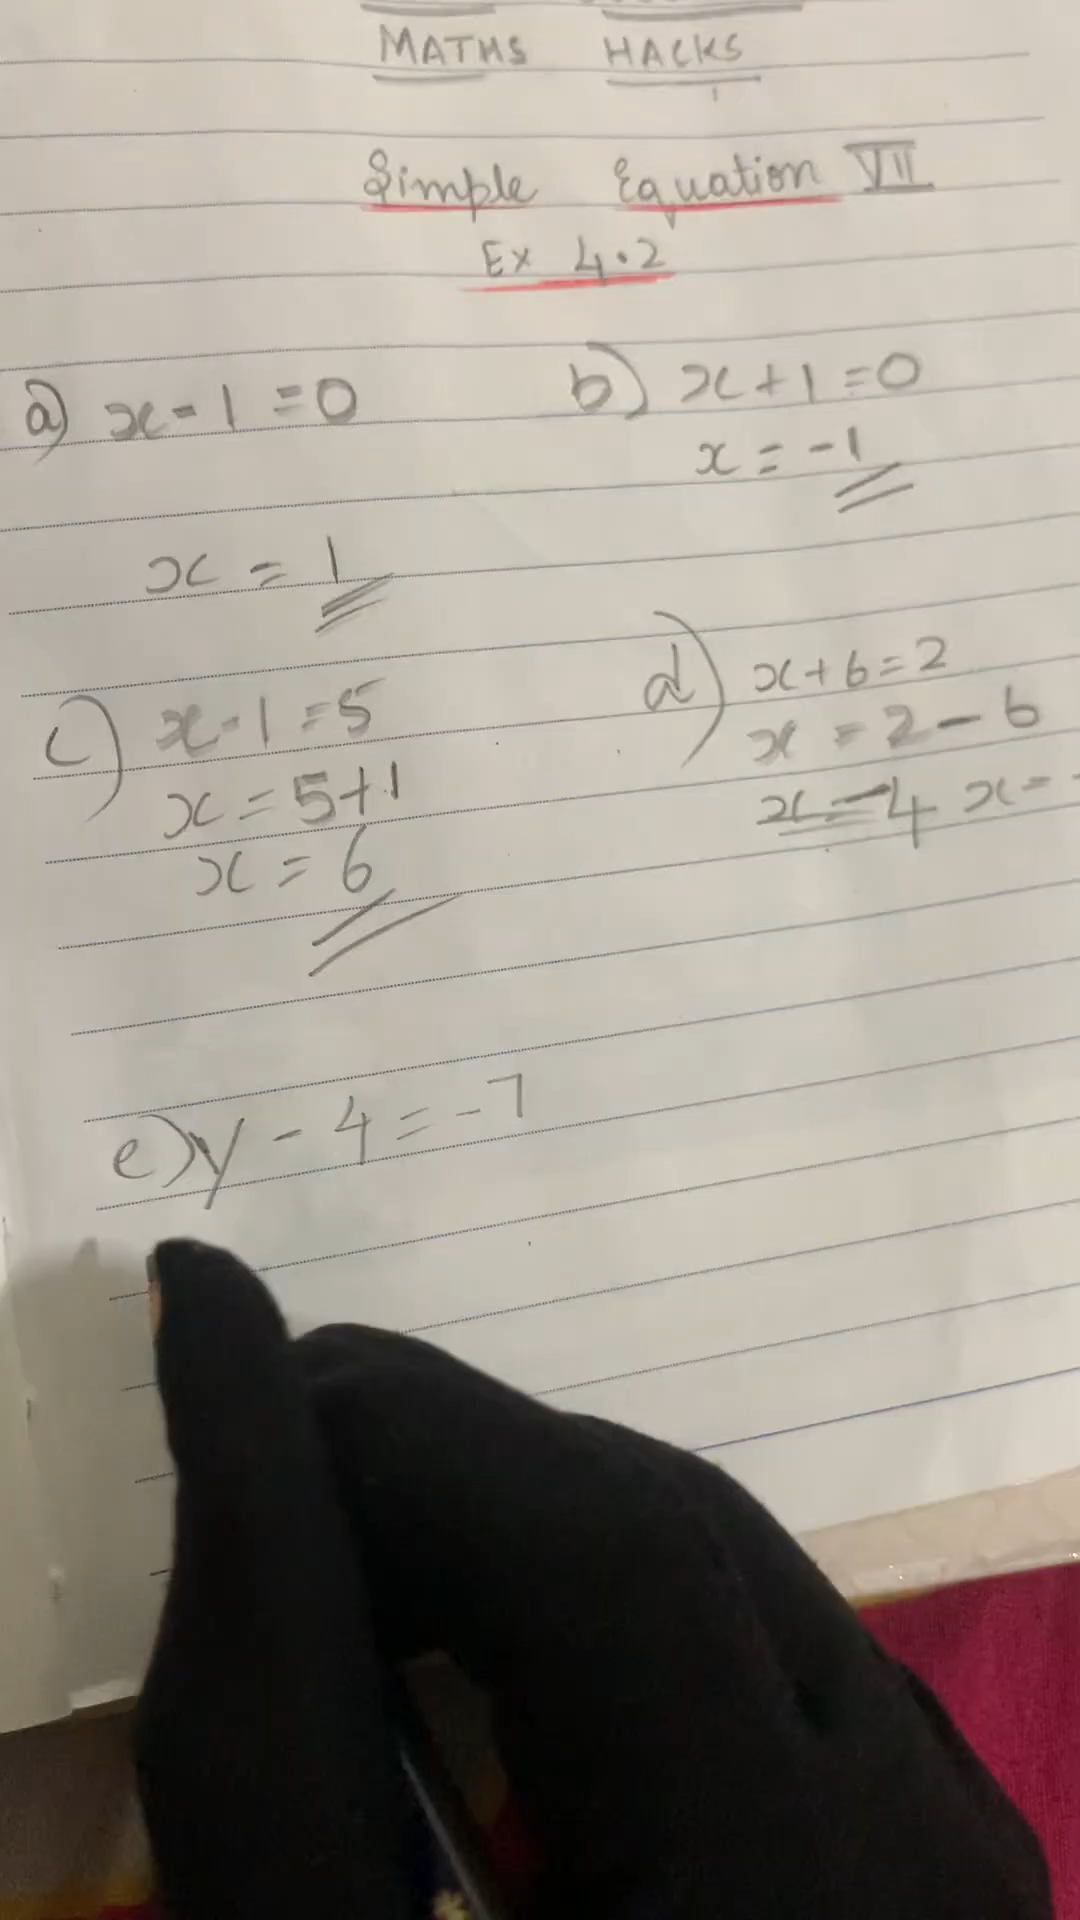 MATHS HACKS
Simple Equation VII
Ex 4.2
a) x - 1 = 0
x = 1
b) x + 1 = 0
x = -1
c) x - 1 = 5
x = 5 + 1
x = 6
d) x + 6 = 2
x = 2 - 6
x = -4 x = -
e) y - 4 = -7